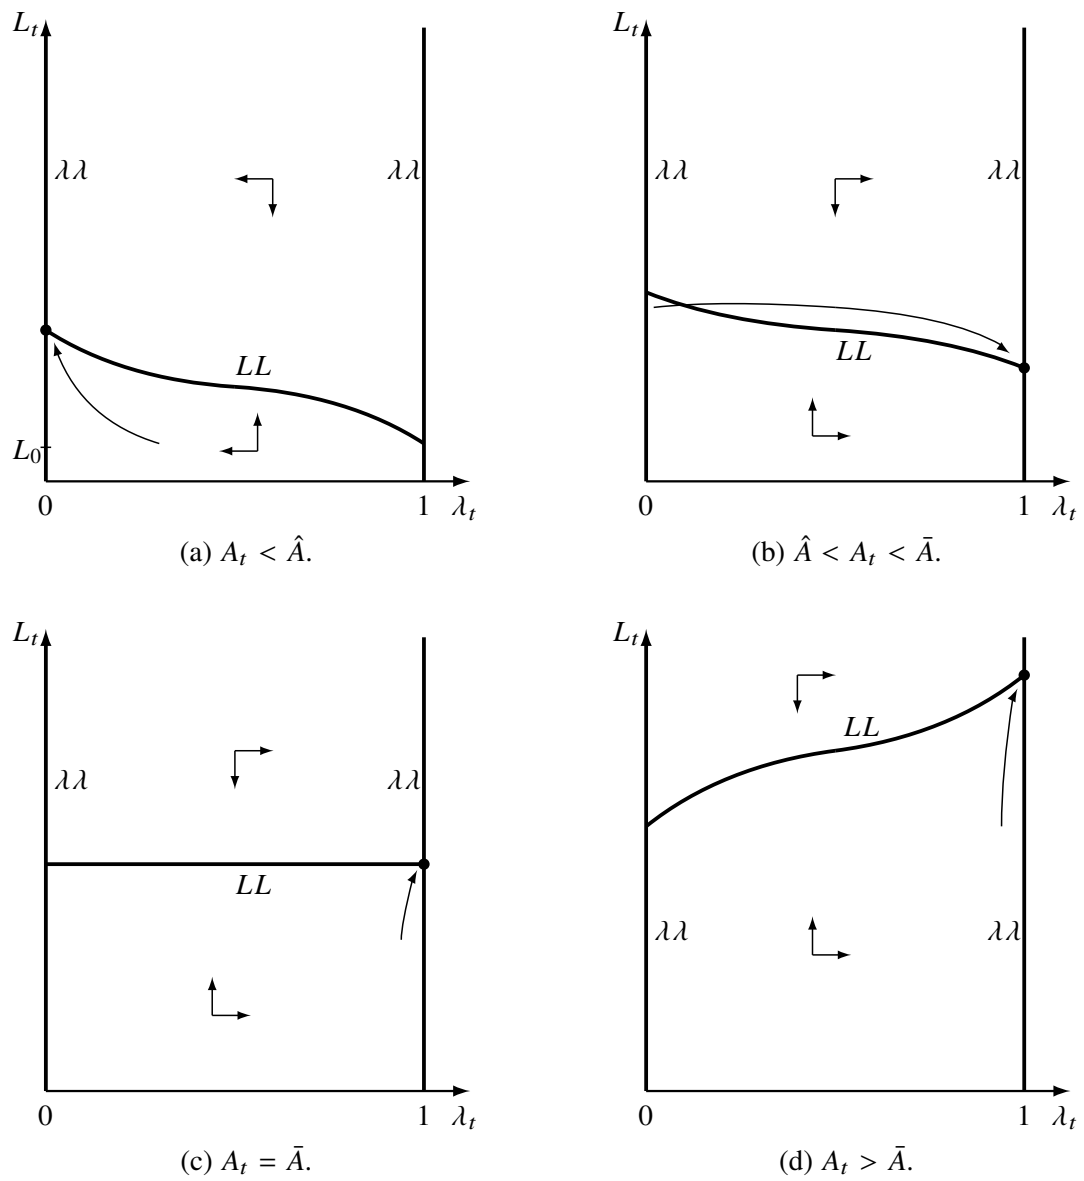 L_t
L_t
λλ
λλ
λλ
λλ
LL
LL
L_0
0
1
λ_t
0
1
λ_t
(a) A_t < Â.
(b) Â < A_t < Ā.
L_t
L_t
LL
λλ
λλ
LL
λλ
λλ
0
1
λ_t
0
1
λ_t
(c) A_t = Ā.
(d) A_t > Ā.